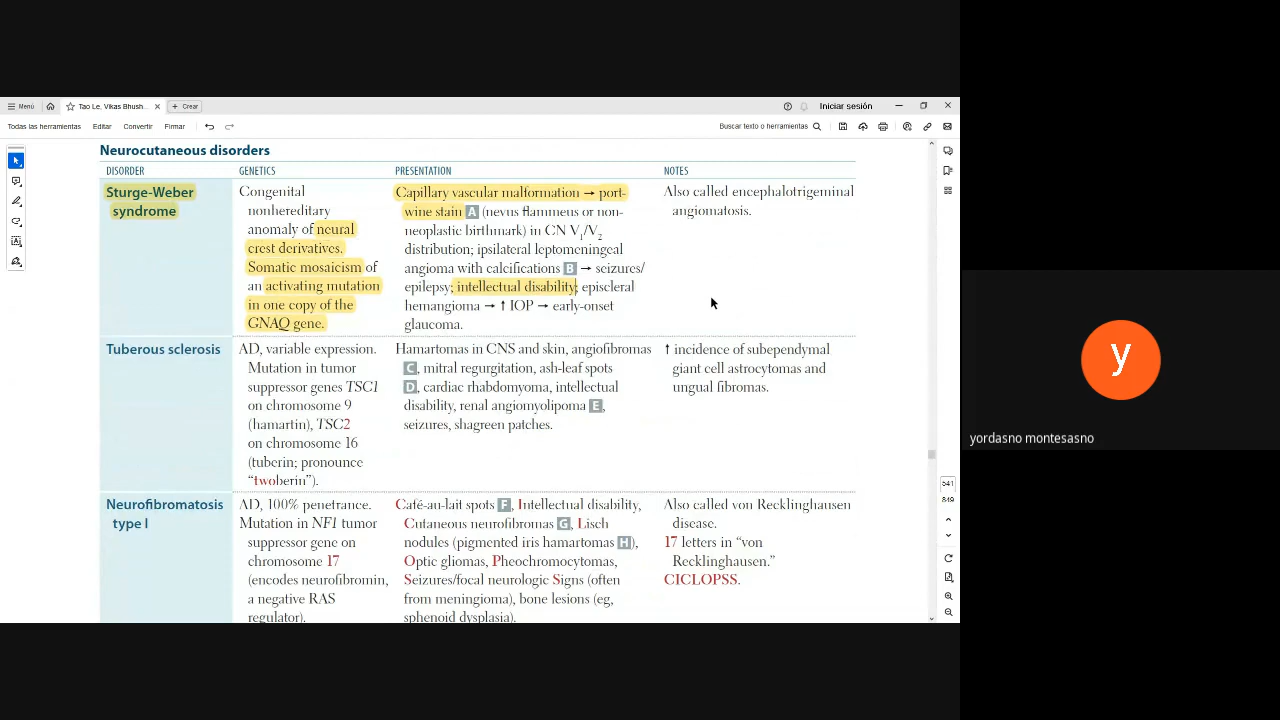 Menú
Tao Le, Vikas Bhush...
Crear
Iniciar sesión
Todas las herramientas
Editar
Convertir
Firmar
Buscar texto o herramientas
Neurocutaneous disorders
DISORDER
GENETICS
PRESENTATION
NOTES
Sturge-Weber
syndrome
Congenital
nonhereditary
anomaly of neural
crest derivatives.
Somatic mosaicism of
an activating mutation
in one copy of the
GNAQ gene.
Capillary vascular malformation → port-
wine stain A (nevus flammeus or non-
neoplastic birthmark) in CN V1/V2
distribution; ipsilateral leptomeningeal
angioma with calcifications B → seizures/
epilepsy; intellectual disability; episcleral
hemangioma → ↑ IOP → early-onset
glaucoma.
Also called encephalotrigeminal
angiomatosis.
Tuberous sclerosis
AD, variable expression.
Mutation in tumor
suppressor genes TSC1
on chromosome 9
(hamartin), TSC2
on chromosome 16
(tuberin; pronounce
“twoberin”).
Hamartomas in CNS and skin, angiofibromas
C, mitral regurgitation, ash-leaf spots
D, cardiac rhabdomyoma, intellectual
disability, renal angiomyolipoma E,
seizures, shagreen patches.
↑ incidence of subependymal
giant cell astrocytomas and
ungual fibromas.
Neurofibromatosis
type I
AD, 100% penetrance.
Mutation in NF1 tumor
suppressor gene on
chromosome 17
(encodes neurofibromin,
a negative RAS
regulator).
Café-au-lait spots F, Intellectual disability,
Cutaneous neurofibromas G, Lisch
nodules (pigmented iris hamartomas H),
Optic gliomas, Pheochromocytomas,
Seizures/focal neurologic Signs (often
from meningioma), bone lesions (eg,
sphenoid dysplasia).
Also called von Recklinghausen
disease.
17 letters in “von
Recklinghausen.”
CICLOPSS.
541
849
y
yordasno montesasno